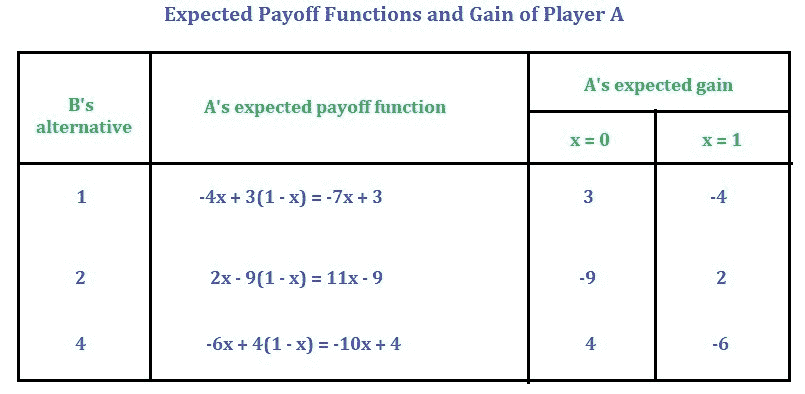 Expected Payoff Functions and Gain of Player A
B's alternative
A's expected payoff function
A's expected gain
x = 0
x = 1
1
-4x + 3(1 - x) = -7x + 3
3
-4
2
2x - 9(1 - x) = 11x - 9
-9
2
4
-6x + 4(1 - x) = -10x + 4
4
-6